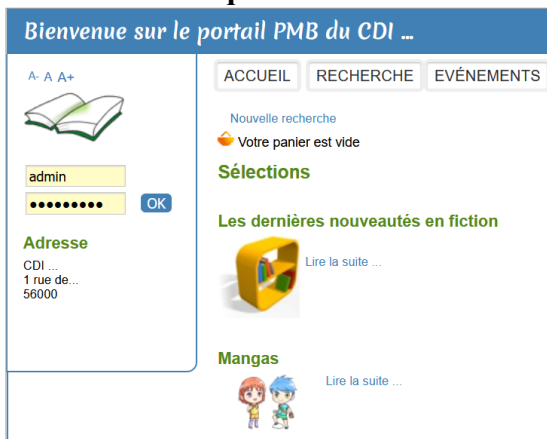 Bienvenue sur le portail PMB du CDI ...
A- A A+
ACCUEIL RECHERCHE EVÉNEMENTS
Nouvelle recherche
Votre panier est vide
admin
●●●●●●●●● OK
Sélections
Adresse
CDI ...
1 rue de...
56000
Les dernières nouveautés en fiction
Lire la suite ...
Mangas
Lire la suite ...